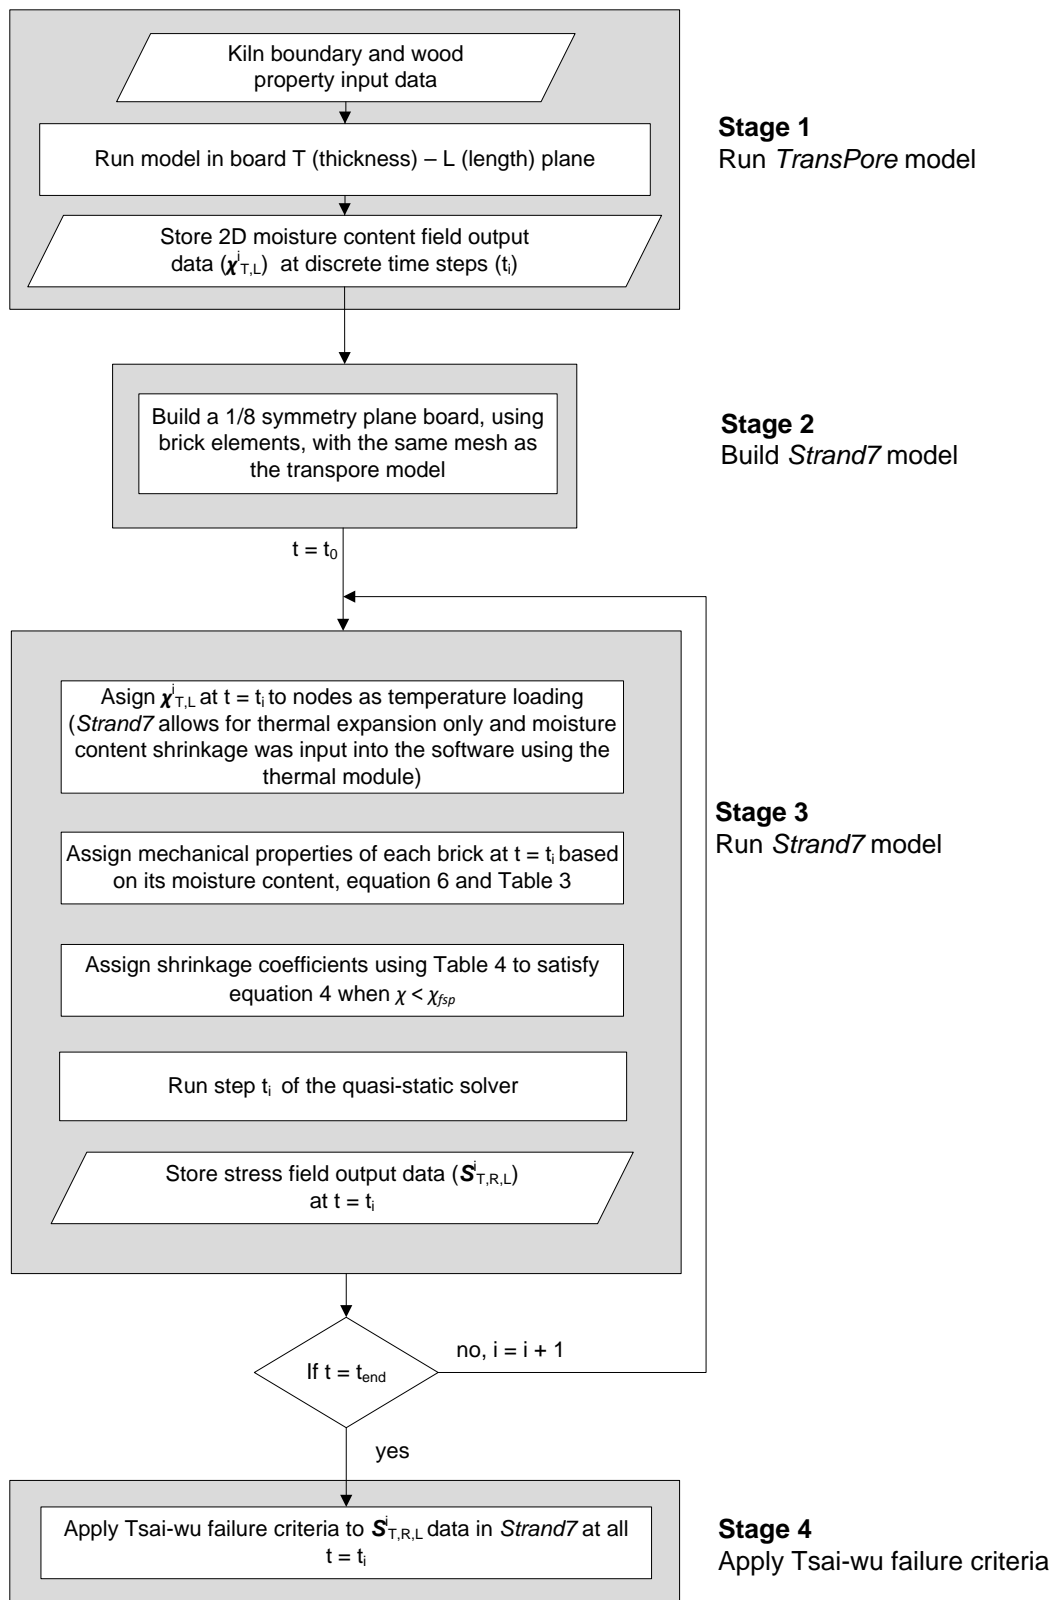 Kiln boundary and wood
property input data
Run model in board T (thickness) – L (length) plane
Store 2D moisture content field output
data (χⁱT,L) at discrete time steps (tᵢ)
Stage 1
Run TransPore model
Build a 1/8 symmetry plane board, using
brick elements, with the same mesh as
the transpore model
Stage 2
Build Strand7 model
t = t₀
Asign χⁱT,L at t = tᵢ to nodes as temperature loading
(Strand7 allows for thermal expansion only and moisture
content shrinkage was input into the software using the
thermal module)
Assign mechanical properties of each brick at t = tᵢ based
on its moisture content, equation 6 and Table 3
Assign shrinkage coefficients using Table 4 to satisfy
equation 4 when χ < χfsp
Run step tᵢ of the quasi-static solver
Store stress field output data (SⁱT,R,L)
at t = tᵢ
Stage 3
Run Strand7 model
If t = tend
no, i = i + 1
yes
Apply Tsai-wu failure criteria to SⁱT,R,L data in Strand7 at all
t = tᵢ
Stage 4
Apply Tsai-wu failure criteria